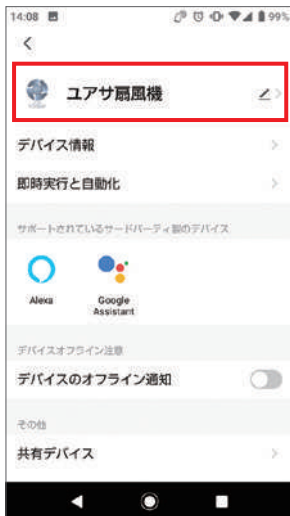 14:08
99%
ユアサ扇風機
デバイス情報
即時実行と自動化
サポートされているサードパーティ製のデバイス
Alexa
Google
Assistant
デバイスオフライン注意
デバイスのオフライン通知
その他
共有デバイス